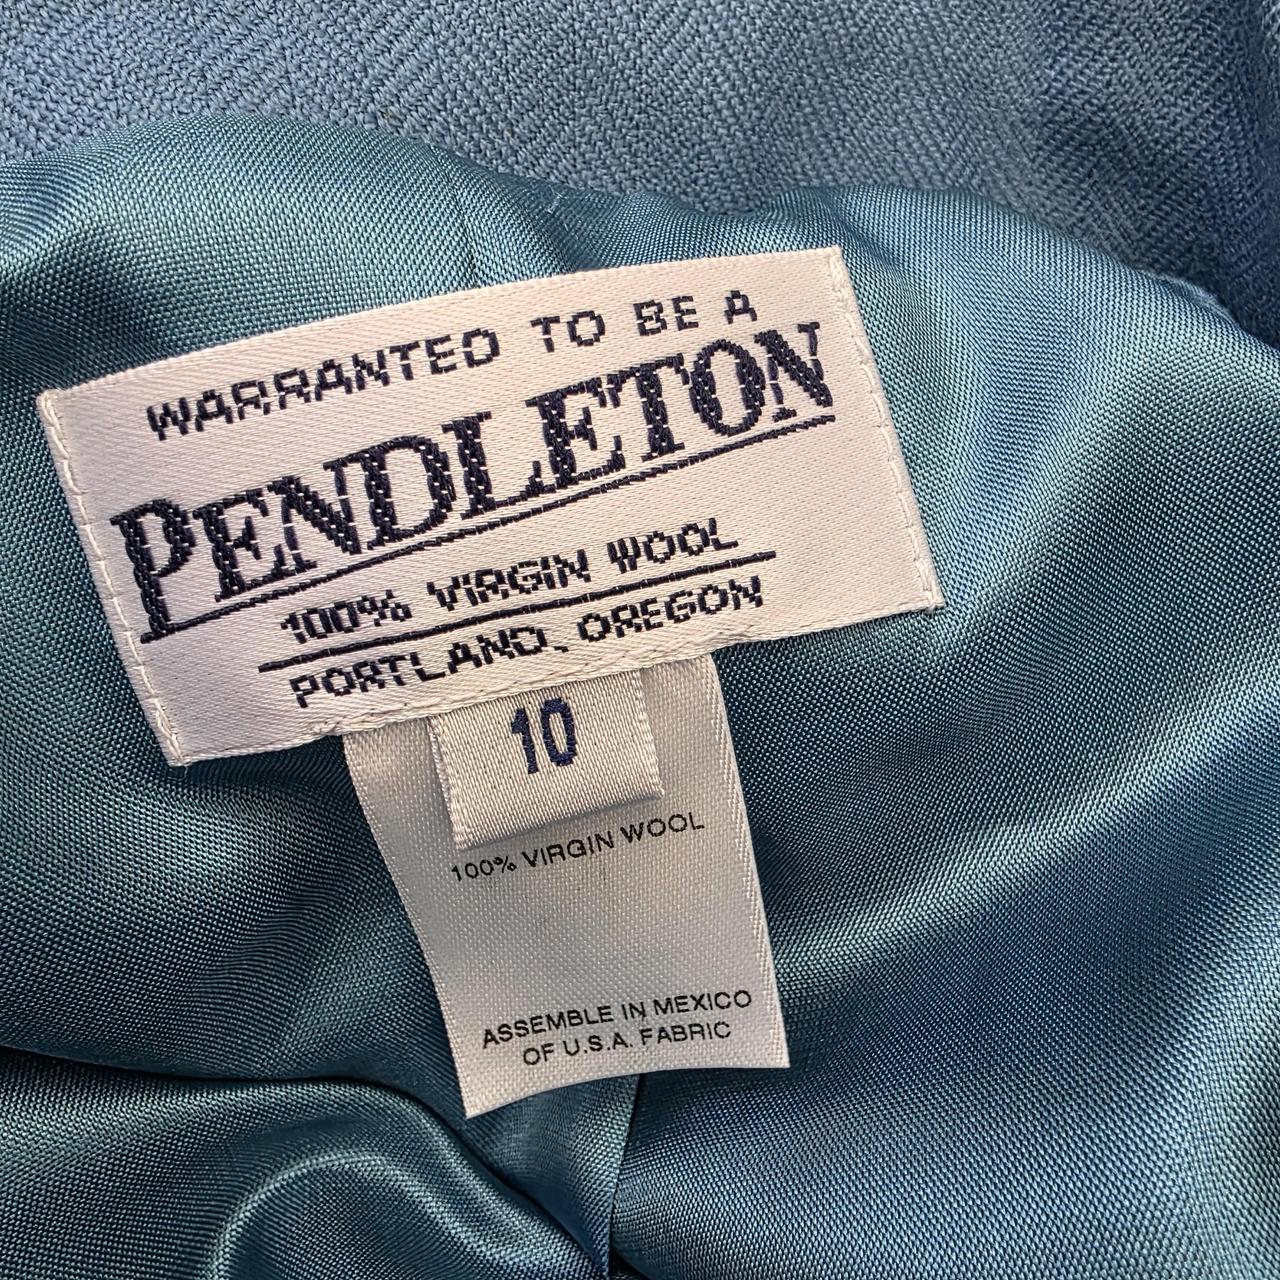 WARRANTED TO BE A
PENDLETON
100% VIRGIN WOOL
PORTLAND, OREGON
10
100% VIRGIN WOOL
ASSEMBLE IN MEXICO
OF U.S.A. FABRIC